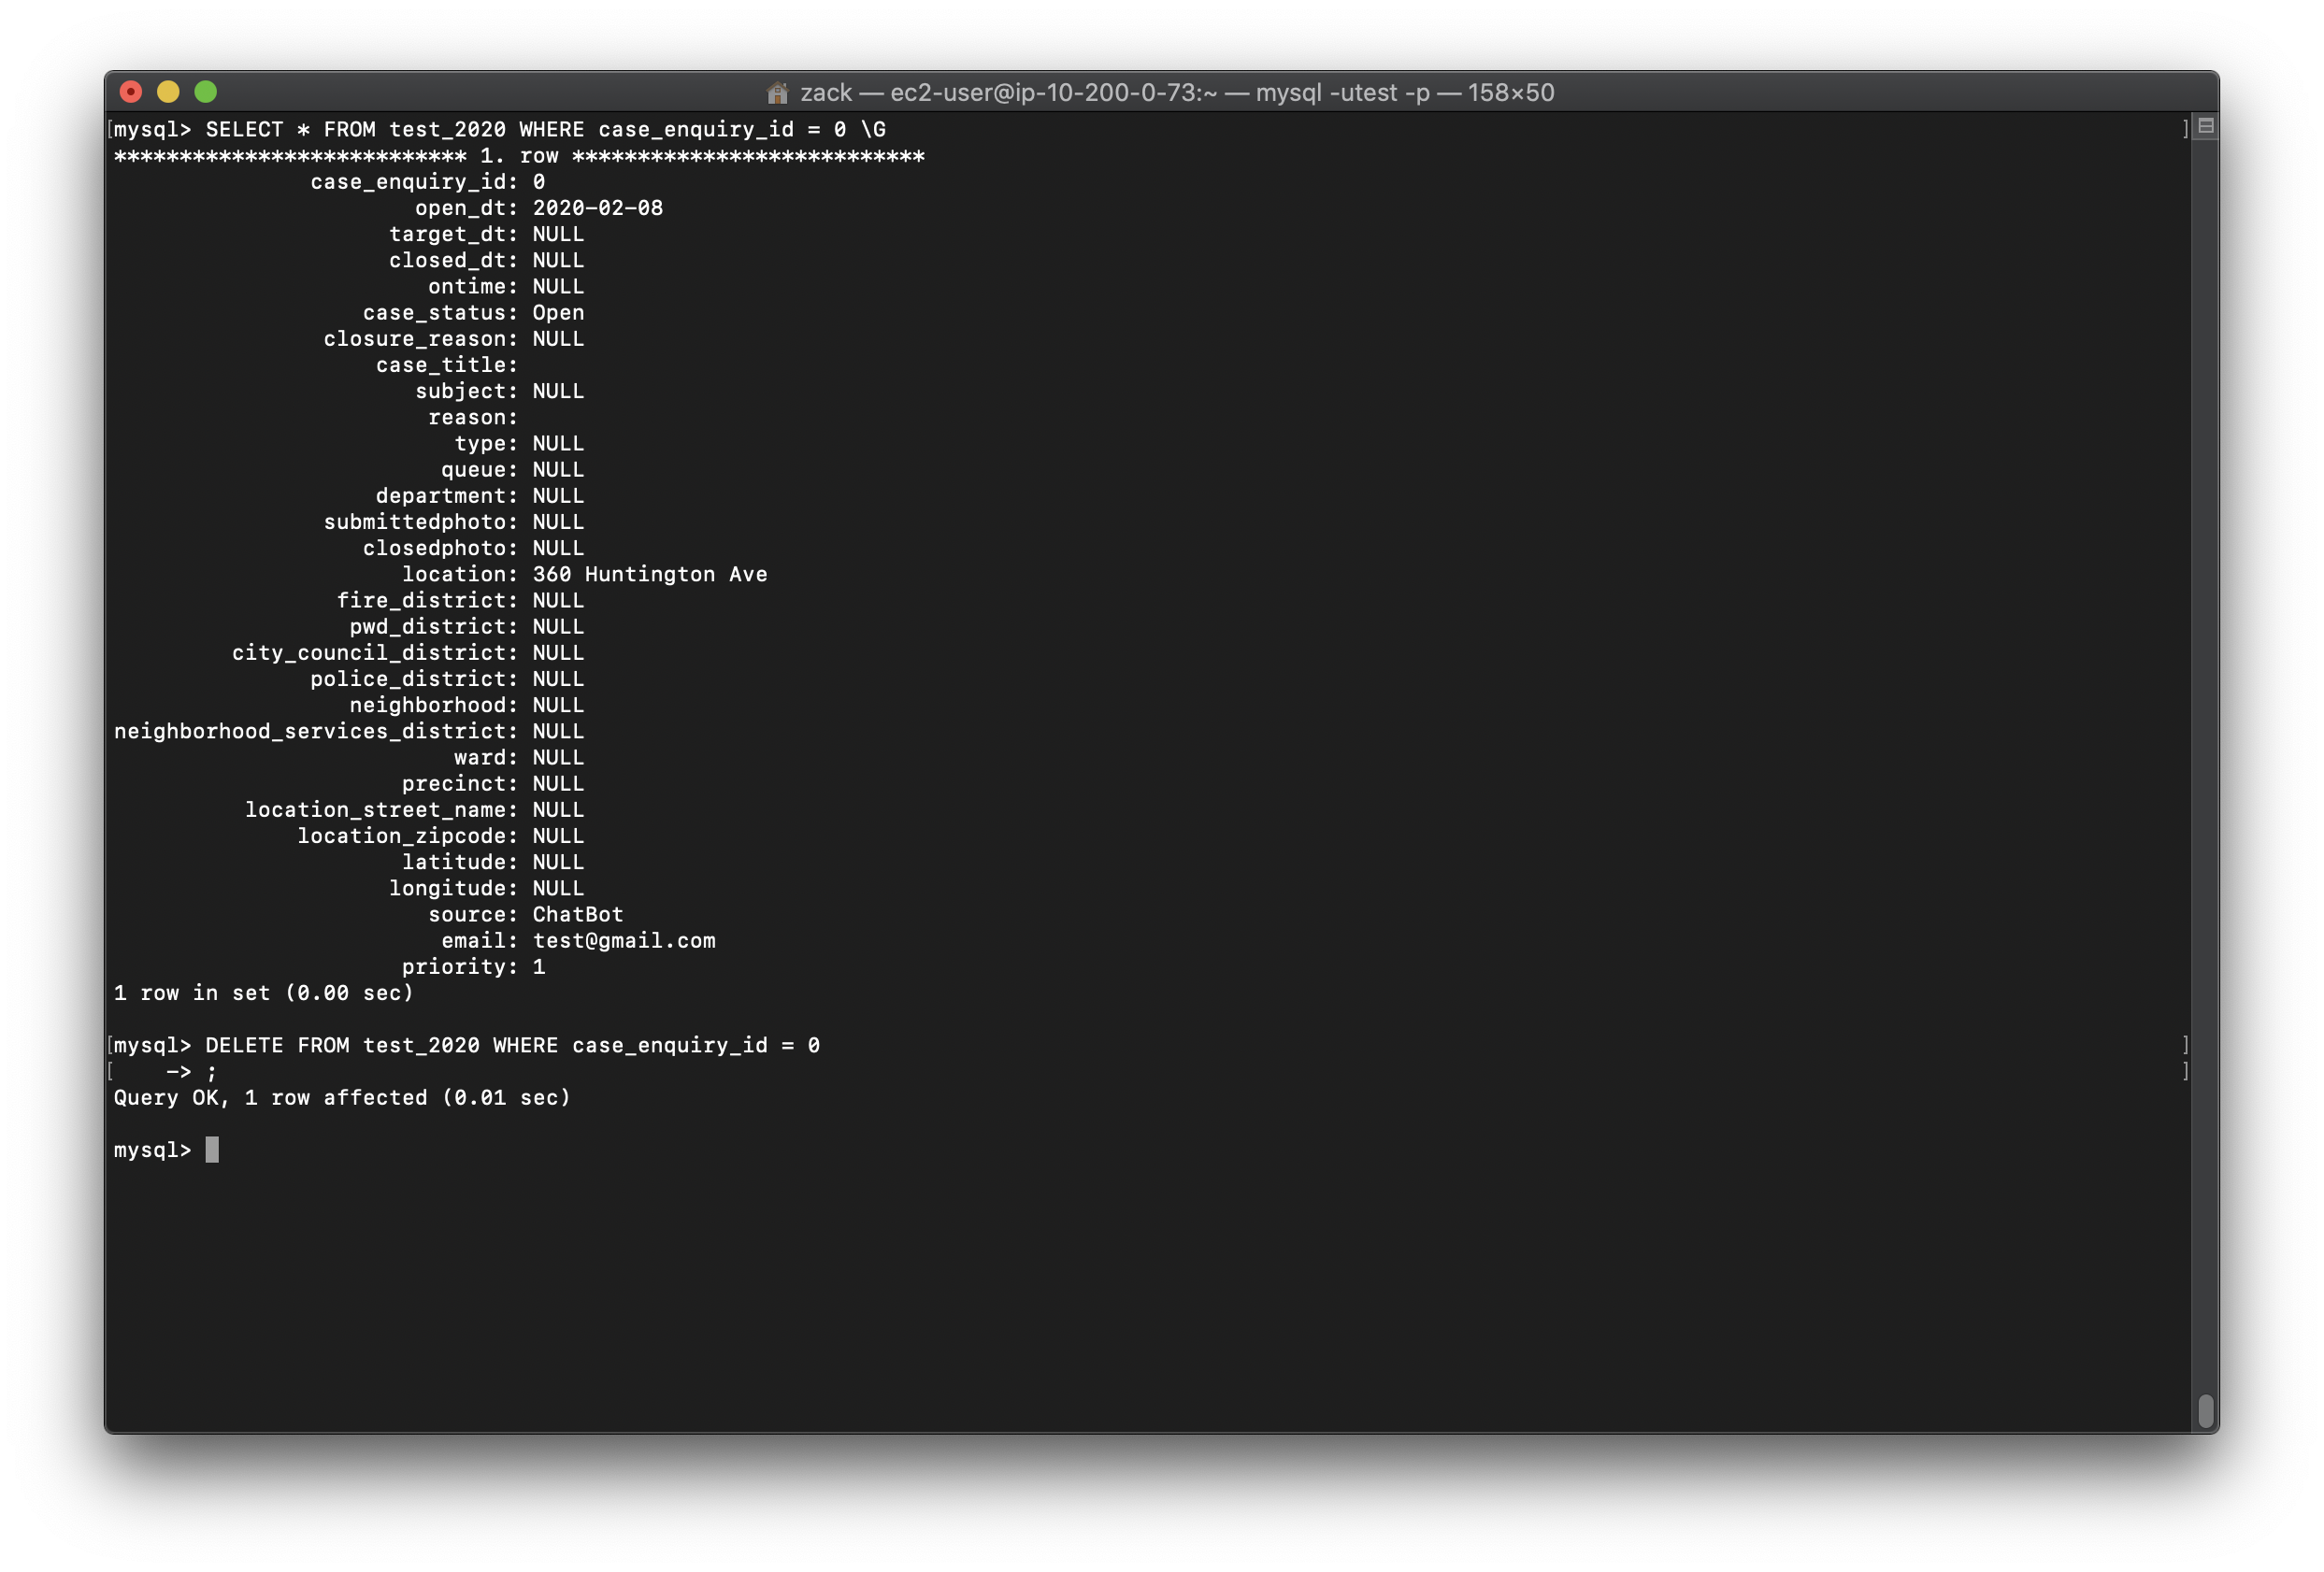 zack — ec2-user@ip-10-200-0-73:~ — mysql -utest -p — 158×50
[mysql> SELECT * FROM test_2020 WHERE case_enquiry_id = 0 \G ]
*************************** 1. row ***************************
case_enquiry_id: 0
open_dt: 2020-02-08
target_dt: NULL
closed_dt: NULL
ontime: NULL
case_status: Open
closure_reason: NULL
case_title:
subject: NULL
reason:
type: NULL
queue: NULL
department: NULL
submittedphoto: NULL
closedphoto: NULL
location: 360 Huntington Ave
fire_district: NULL
pwd_district: NULL
city_council_district: NULL
police_district: NULL
neighborhood: NULL
neighborhood_services_district: NULL
ward: NULL
precinct: NULL
location_street_name: NULL
location_zipcode: NULL
latitude: NULL
longitude: NULL
source: ChatBot
email: test@gmail.com
priority: 1
1 row in set (0.00 sec)
[mysql> DELETE FROM test_2020 WHERE case_enquiry_id = 0 ]
[ -> ; ]
Query OK, 1 row affected (0.01 sec)
mysql>